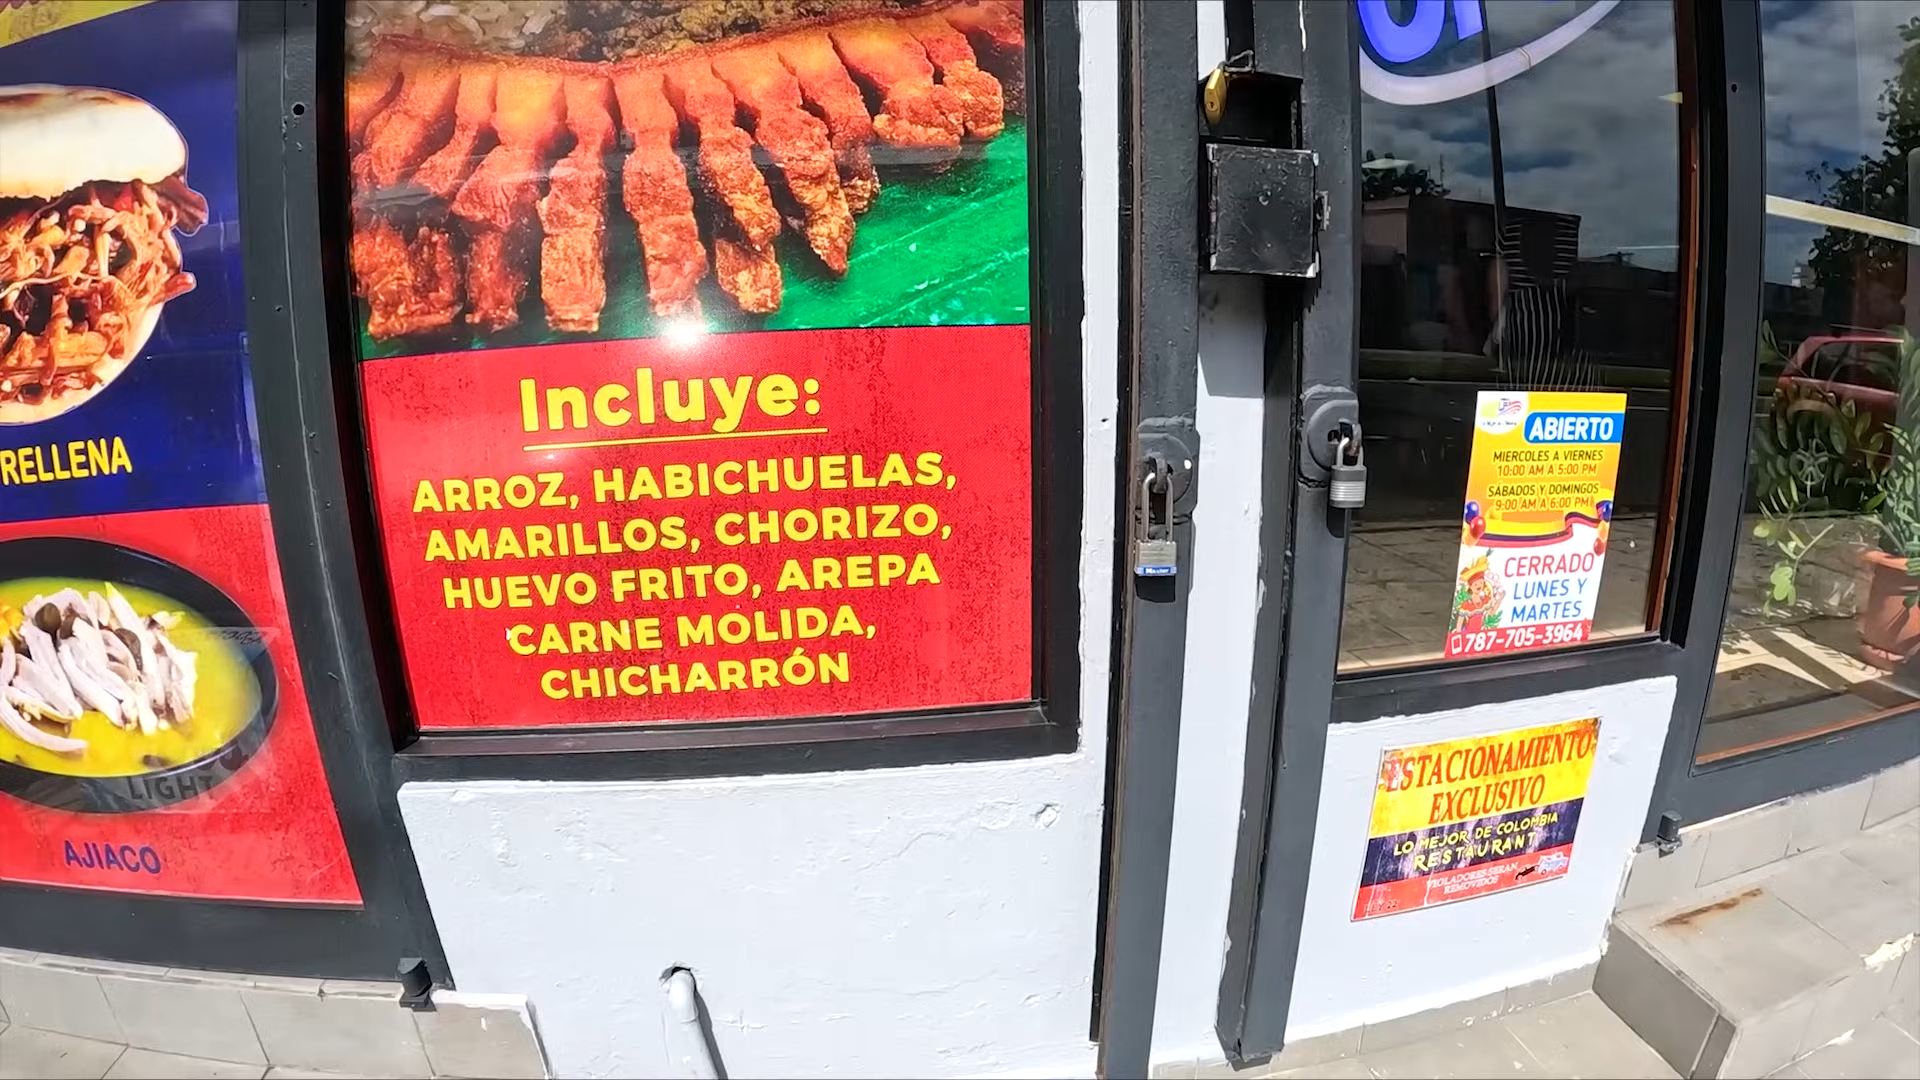 RELLENA
AJIACO
LIGHT
Incluye:
ARROZ, HABICHUELAS,
AMARILLOS, CHORIZO,
HUEVO FRITO, AREPA
CARNE MOLIDA,
CHICHARRÓN
Master
ABIERTO
MIERCOLES A VIERNES
10:00 AM A 5:00 PM
SABADOS Y DOMINGOS
9:00 AM A 6:00 PM
CERRADO
LUNES Y
MARTES
787-705-3964
ESTACIONAMIENTO
EXCLUSIVO
LO MEJOR DE COLOMBIA
RESTAURANT
VIOLADORES SERAN
REMOVIDOS